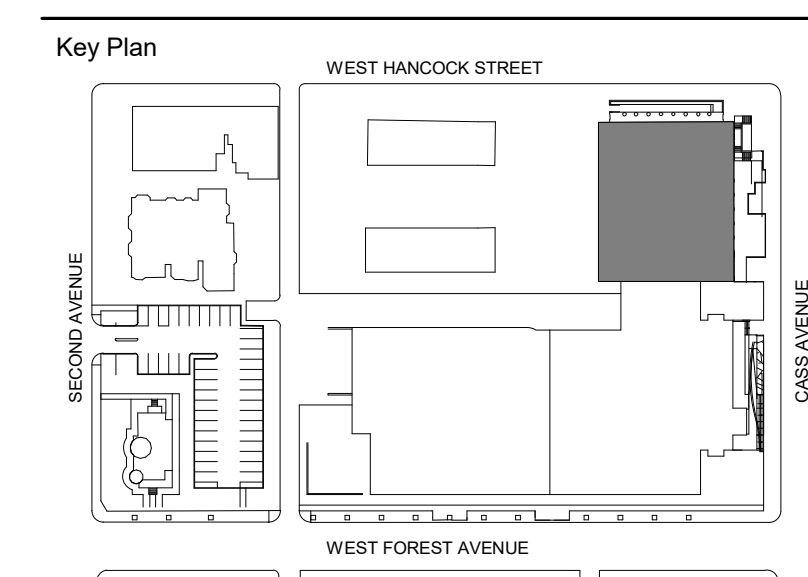 Key Plan
WEST HANCOCK STREET
SECOND AVENUE
CASS AVENUE
WEST FOREST AVENUE